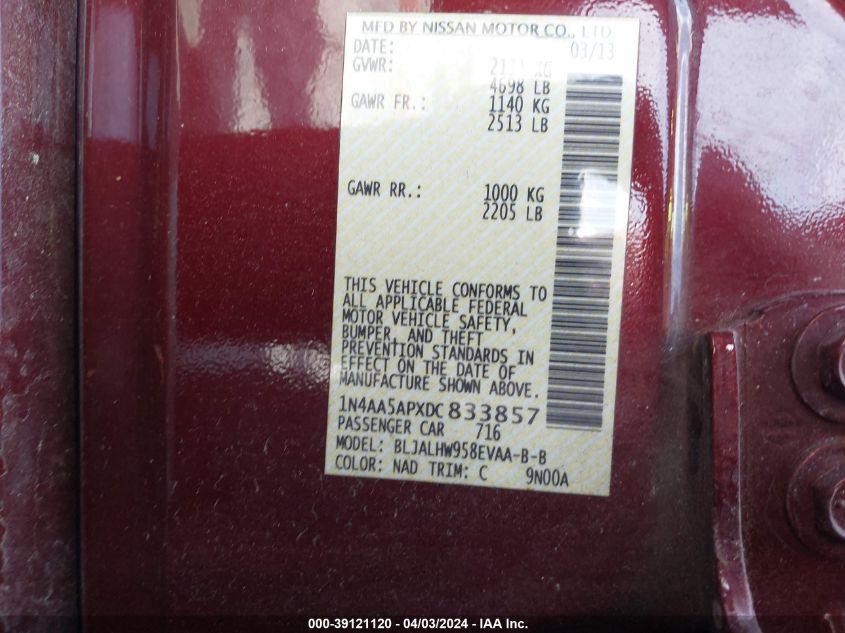 MFD BY NISSAN MOTOR CO., LTD
DATE: 03/13
GVWR: KG
4698 LB
GAWR FR.: 1140 KG
2513 LB
GAWR RR.: 1000 KG
2205 LB
THIS VEHICLE CONFORMS TO
ALL APPLICABLE FEDERAL
MOTOR VEHICLE SAFETY,
BUMPER, AND THEFT
PREVENTION STANDARDS IN
EFFECT ON THE DATE OF
MANUFACTURE SHOWN ABOVE.
1N4AA5APXDC833857
PASSENGER CAR 716
MODEL: BLJALHW958EVAA-B-B
COLOR: NAD TRIM: C 9N00A
000-39121120 - 04/03/2024 - IAA Inc.